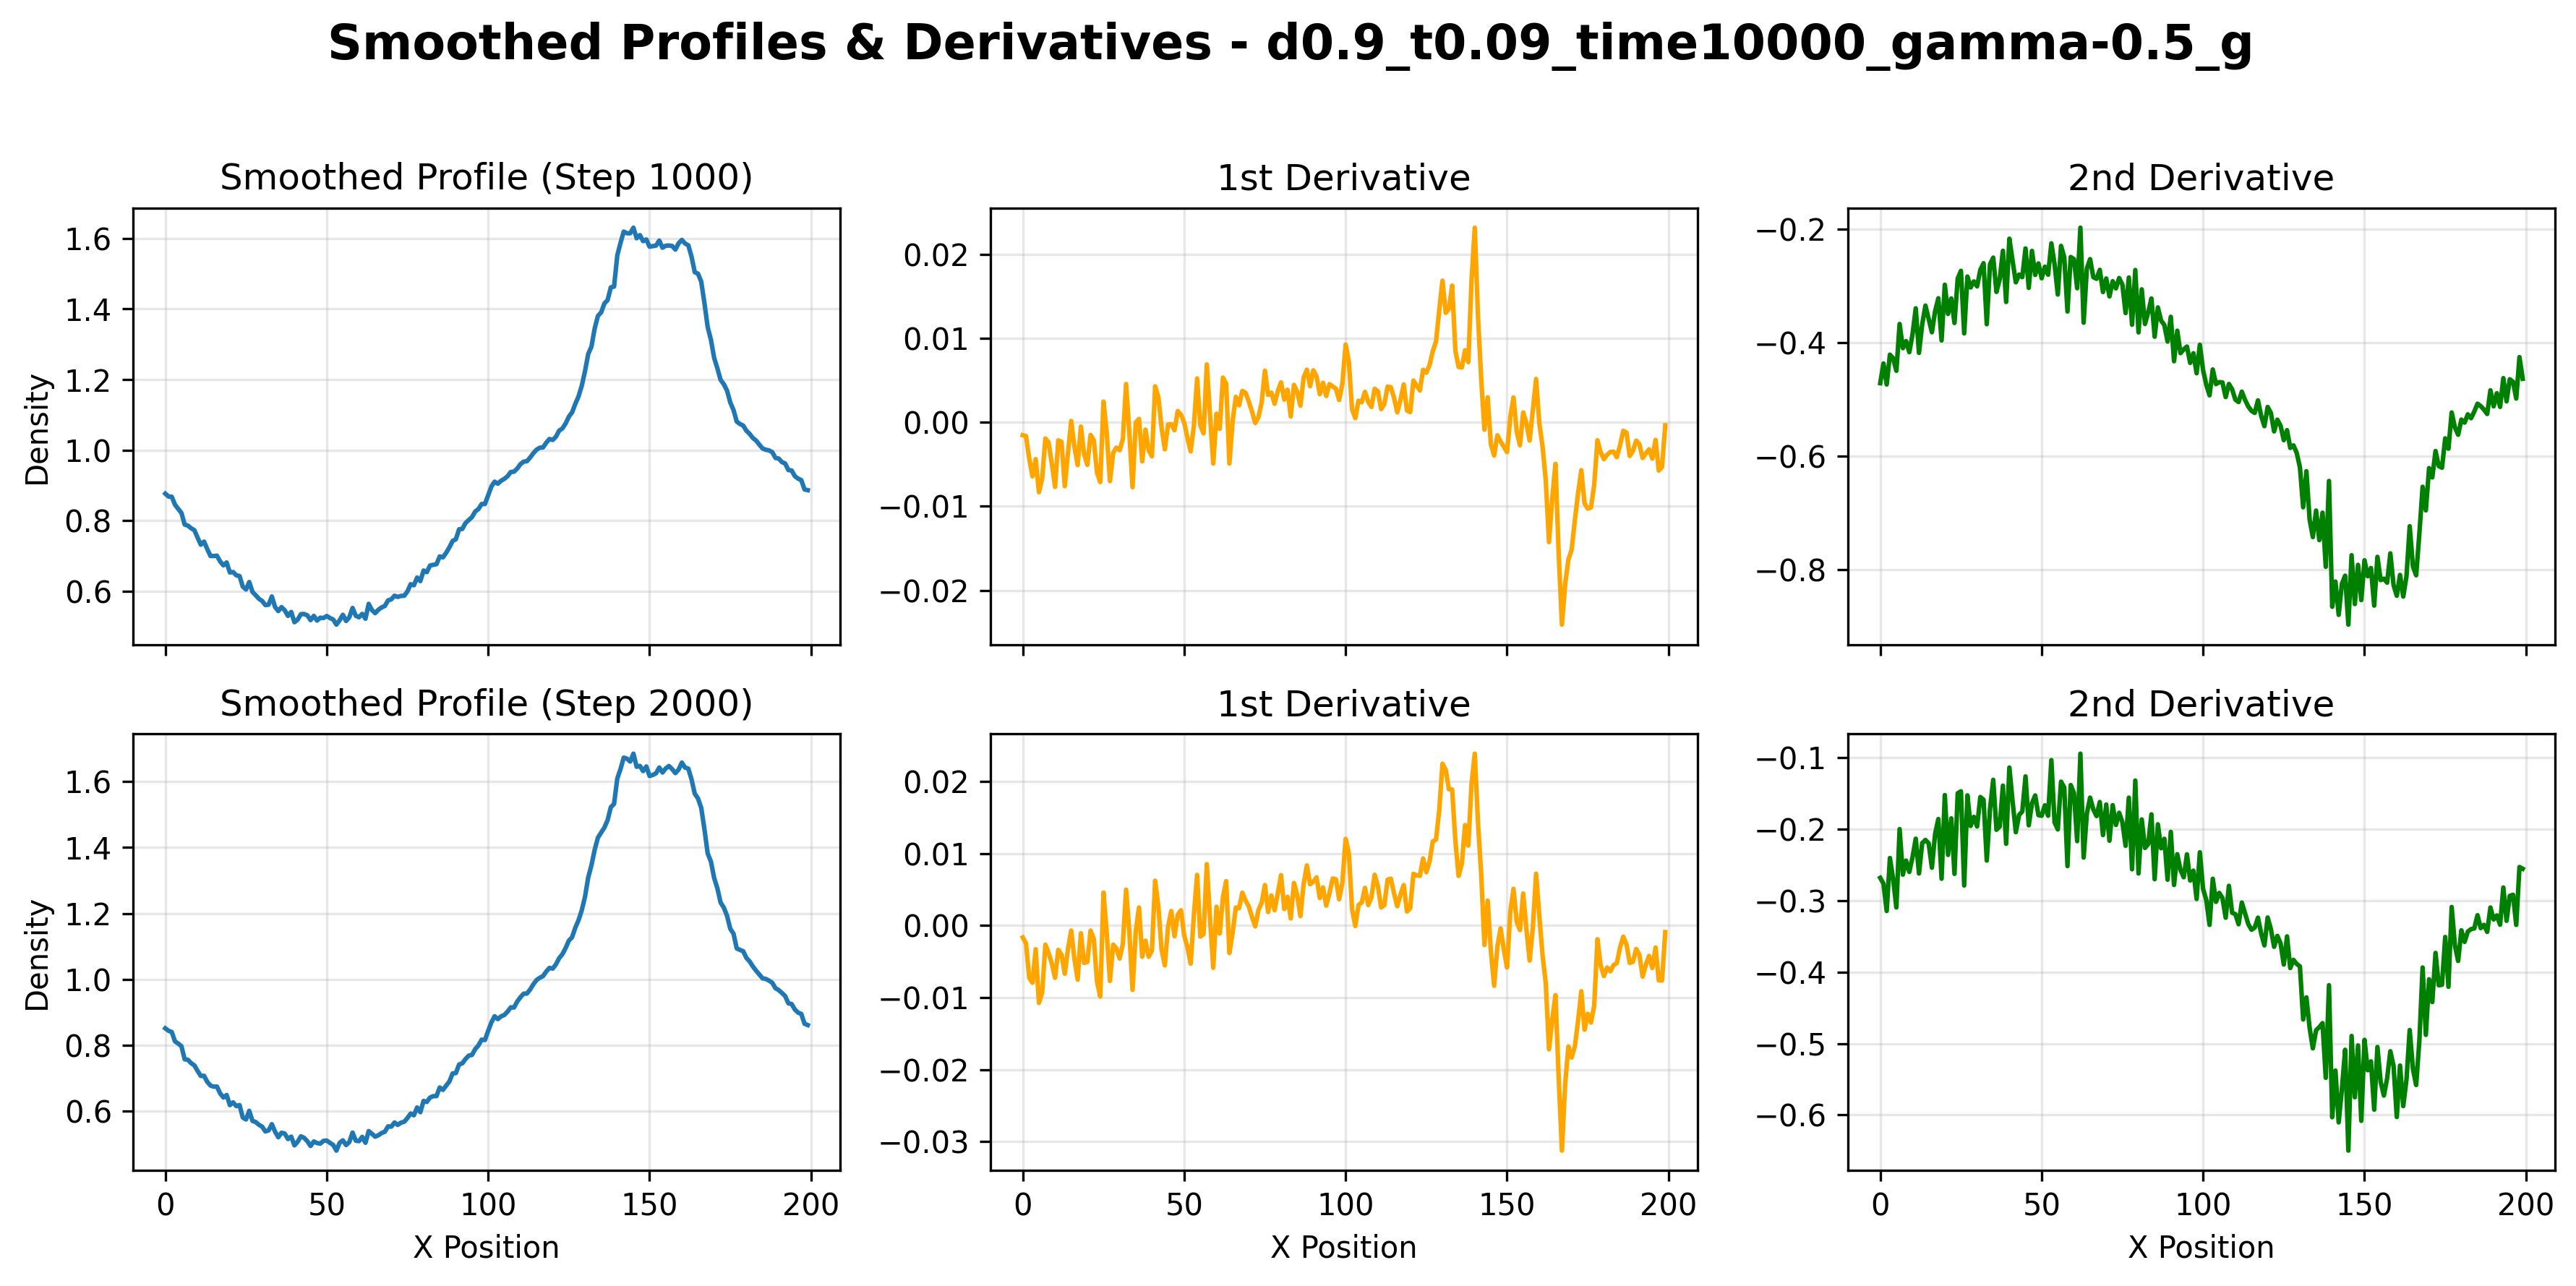 Smoothed Profiles & Derivatives - d0.9_t0.09_time10000_gamma-0.5_g
Smoothed Profile (Step 1000)
1.6
1.4
1.2
1.0
0.8
0.6
Density
1st Derivative
0.02
0.01
0.00
−0.01
−0.02
2nd Derivative
−0.2
−0.4
−0.6
−0.8
Smoothed Profile (Step 2000)
1.6
1.4
1.2
1.0
0.8
0.6
Density
0 50 100 150 200
X Position
1st Derivative
0.02
0.01
0.00
−0.01
−0.02
−0.03
0 50 100 150 200
X Position
2nd Derivative
−0.1
−0.2
−0.3
−0.4
−0.5
−0.6
0 50 100 150 200
X Position